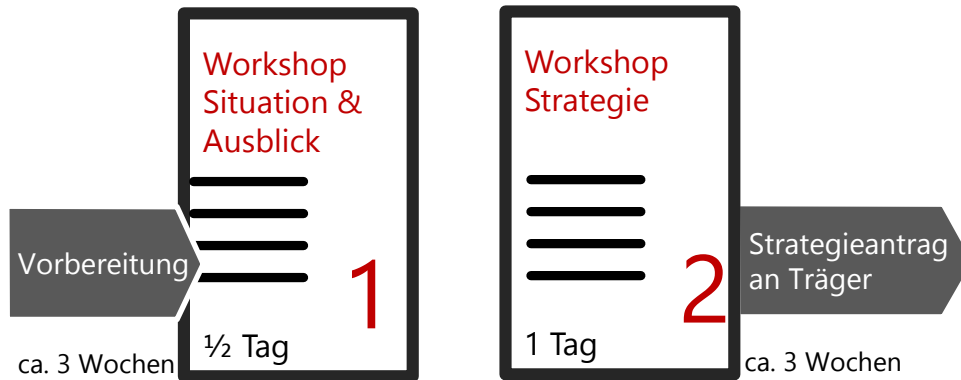 Vorbereitung
ca. 3 Wochen
Workshop
Situation &
Ausblick
1
½ Tag
Workshop
Strategie
2
1 Tag
Strategieantrag
an Träger
ca. 3 Wochen